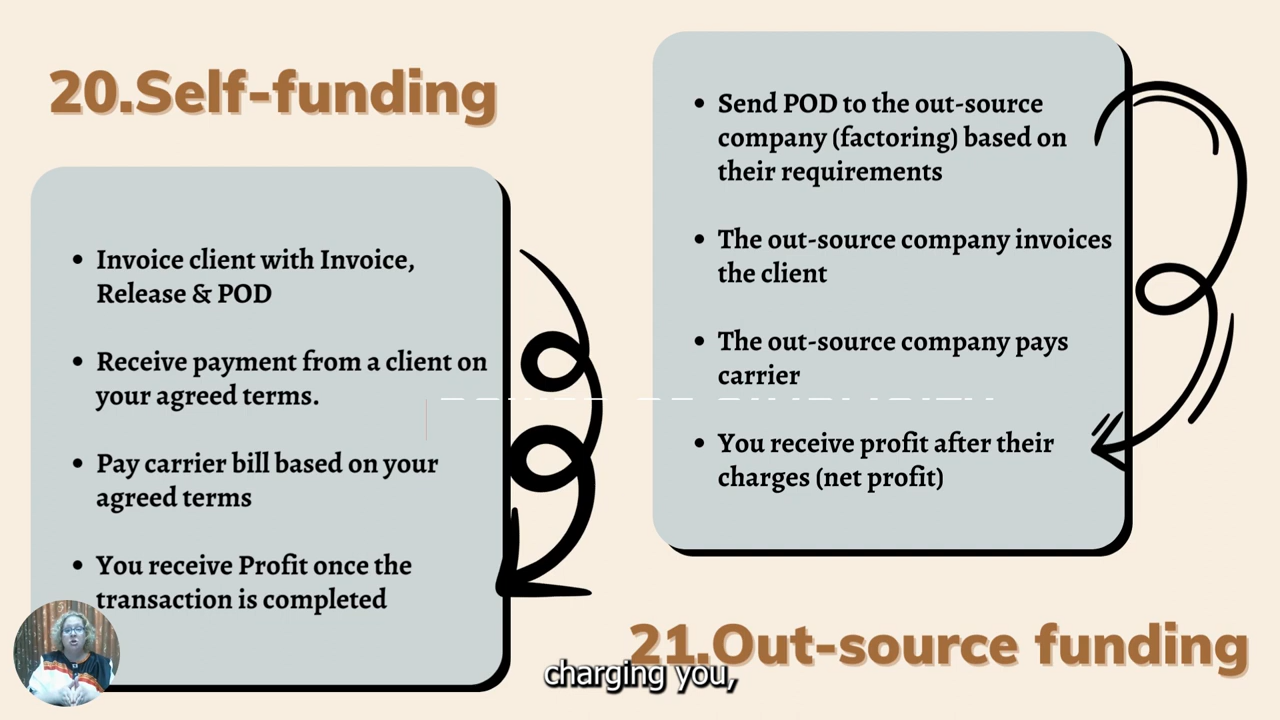 20.Self-funding
• Invoice client with Invoice,
Release & POD
• Receive payment from a client on
your agreed terms.
• Pay carrier bill based on your
agreed terms
• You receive Profit once the
transaction is completed
• Send POD to the out-source
company (factoring) based on
their requirements
• The out-source company invoices
the client
• The out-source company pays
carrier
• You receive profit after their
charges (net profit)
21.Out-source funding
charging you,